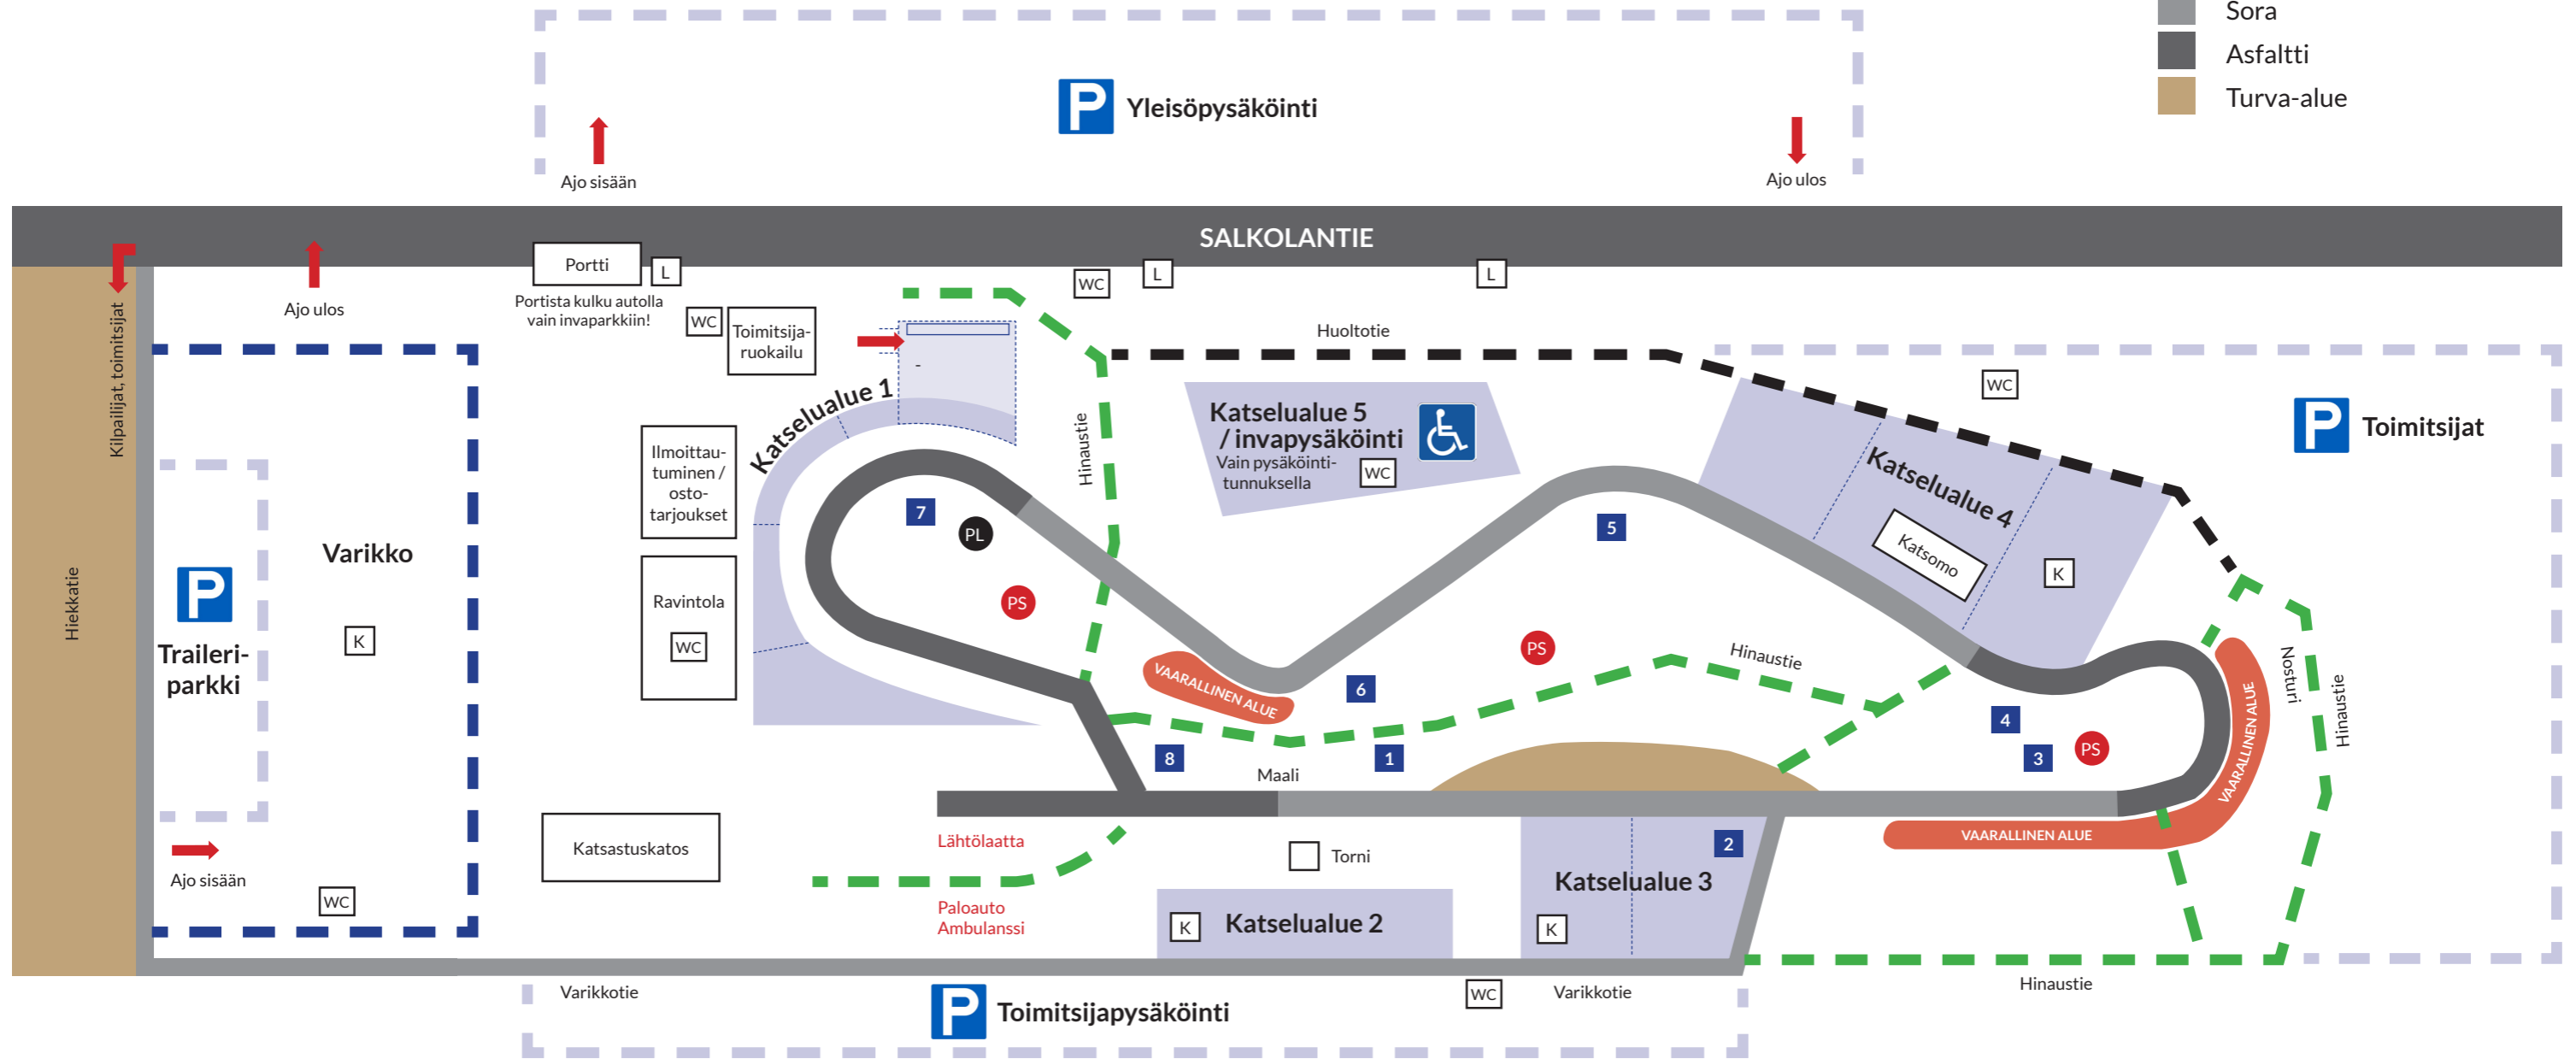 Sora
Asfaltti
Turva-alue
P Yleisöpysäköinti
Ajo sisään
Ajo ulos
SALKOLANTIE
Kilpailijat, toimitsijat
Ajo ulos
Portti
L
Portista kulku autolla
vain invaparkkiin!
WC
Toimitsija-
ruokailu
WC
L
L
Huoltotie
Hinaustie
Katselualue 1
Katselualue 5
/ invapysäköinti
Vain pysäköinti-
tunnuksella
WC
WC
P Toimitsijat
Katselualue 4
Katsomo
K
Ilmoittau-
tuminen /
osto-
tarjoukset
Ravintola
WC
7
PL
PS
5
PS
Hiekkatie
P
Traileri-
parkki
Varikko
K
VAARALLINEN ALUE
6
Hinaustie
4
3
PS
VAARALLINEN ALUE
Nosturi
Hinaustie
8
Maali
1
VAARALLINEN ALUE
Ajo sisään
WC
Katsastuskatos
Lähtölaatta
Paloauto
Ambulanssi
Torni
2
K
Katselualue 2
Katselualue 3
K
Varikkotie
P Toimitsijapysäköinti
WC
Varikkotie
Hinaustie